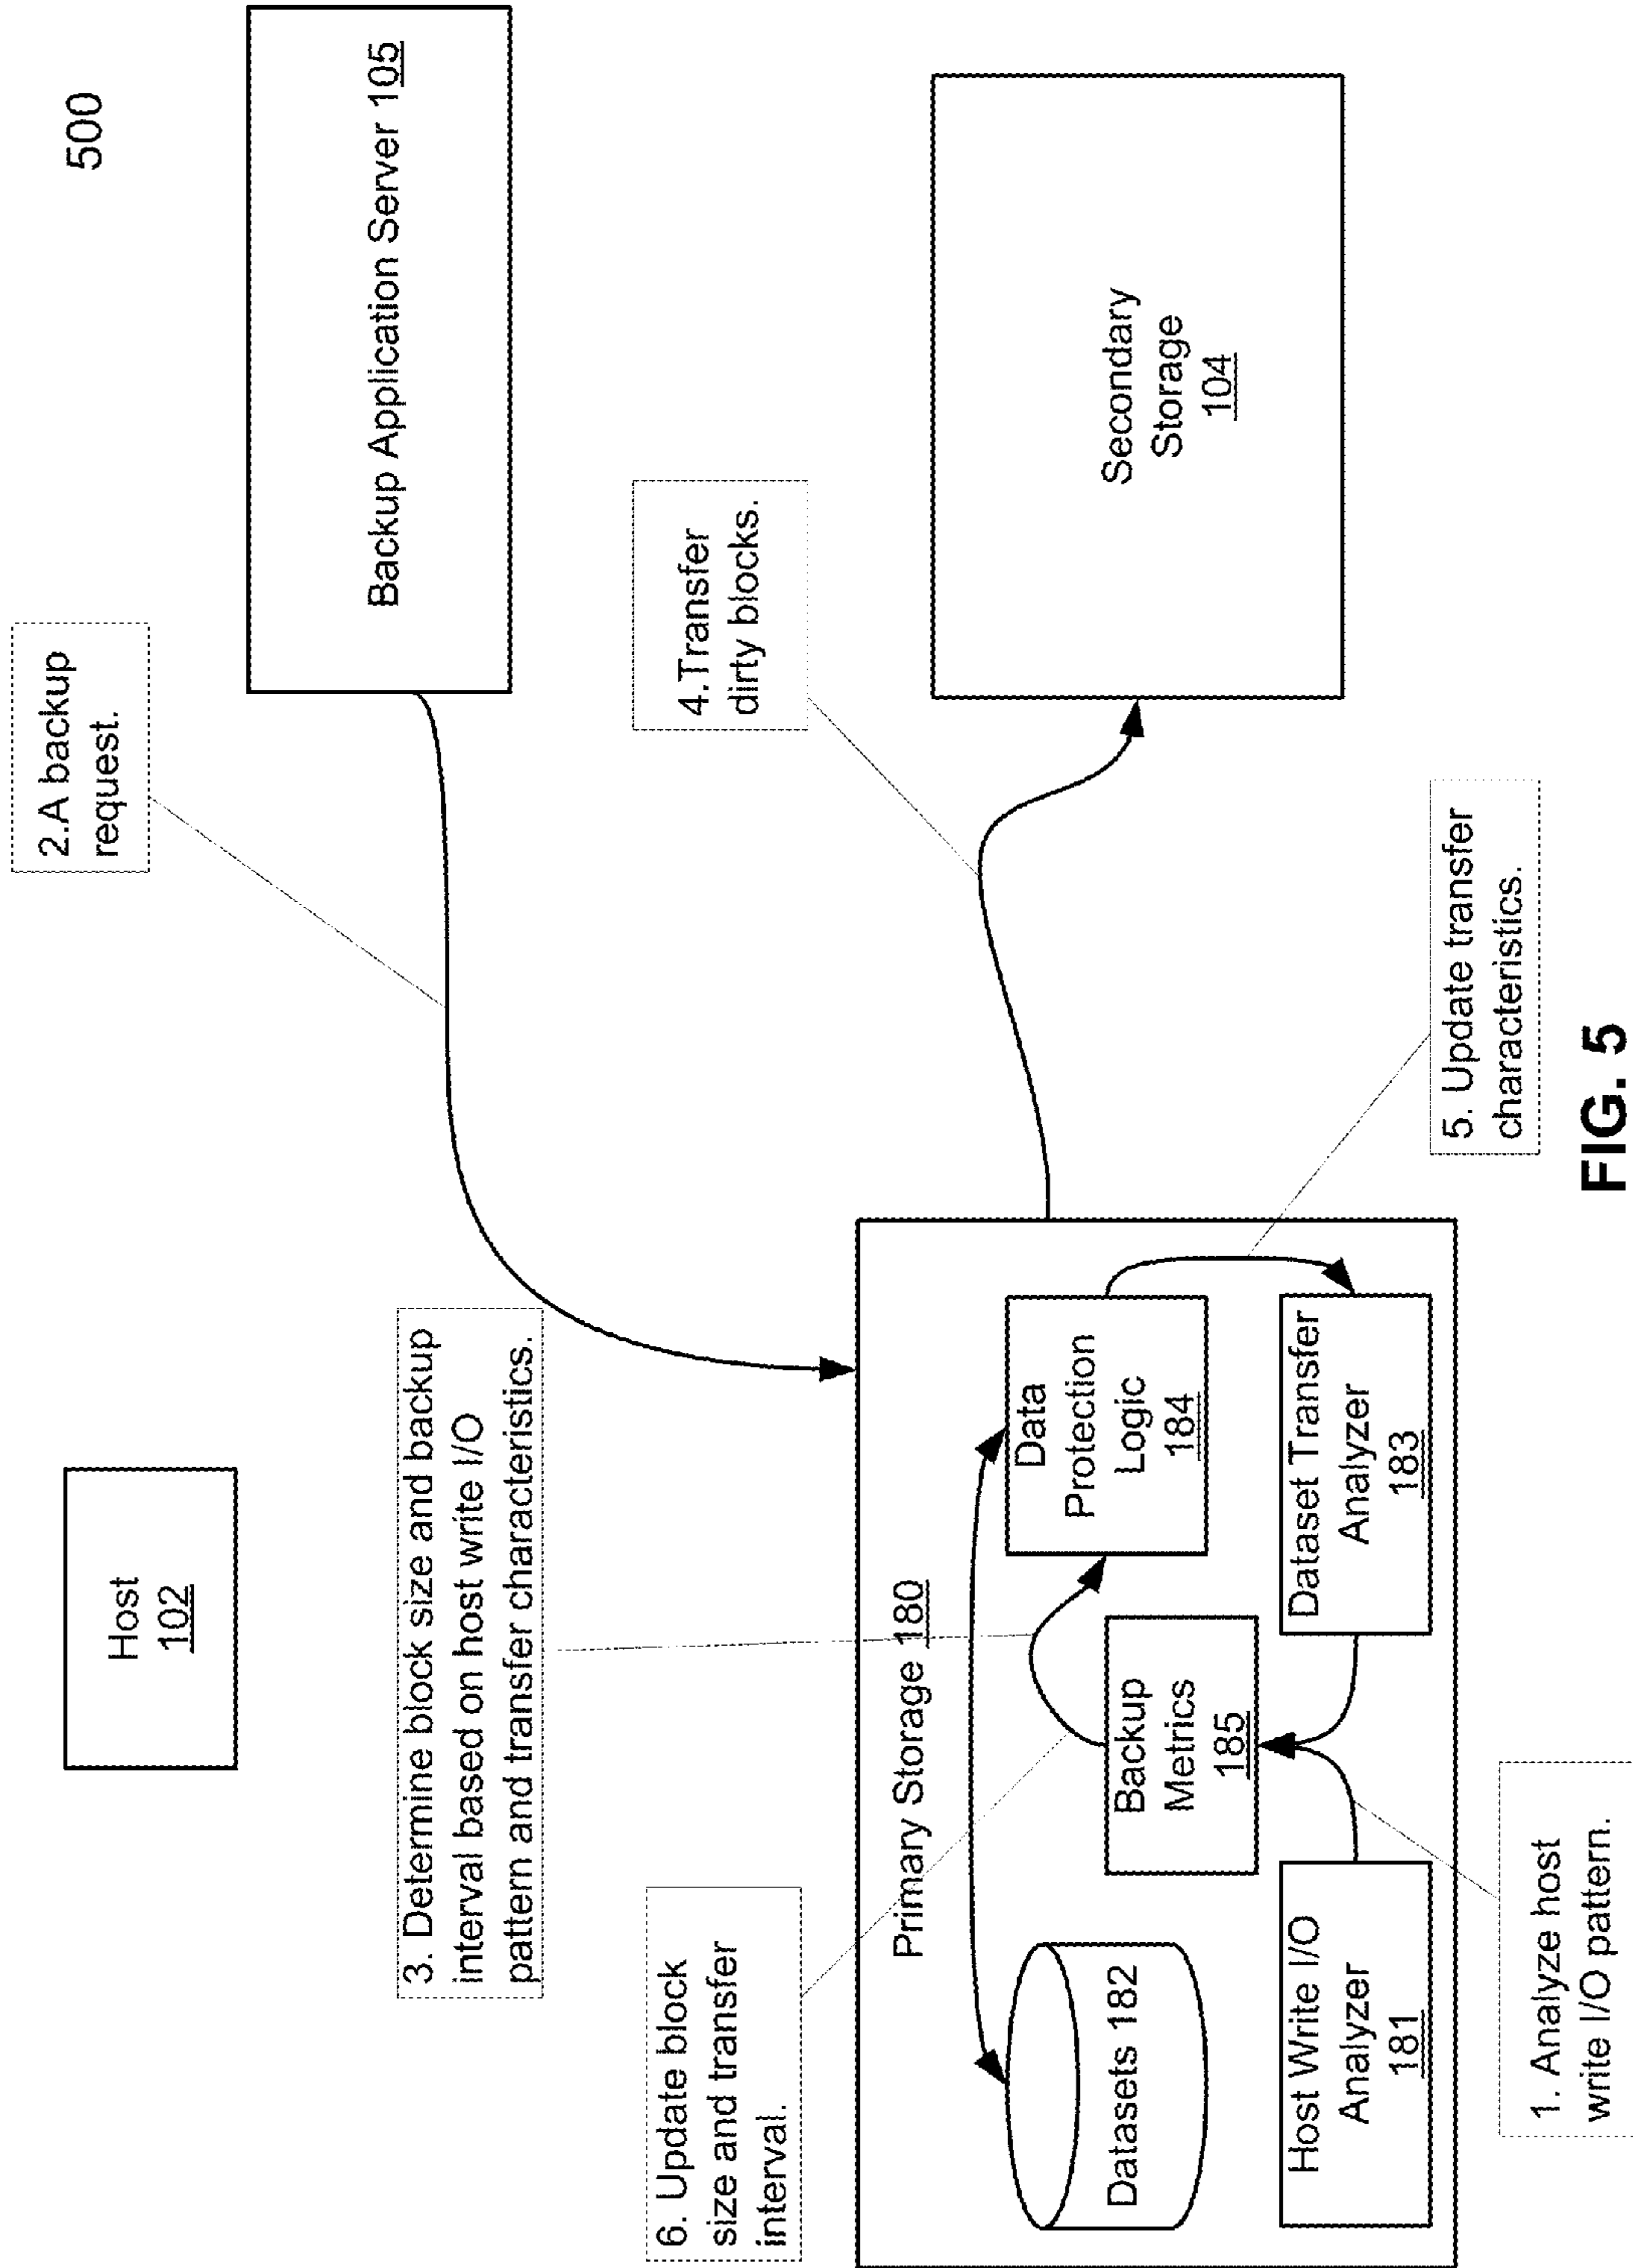 500
Host
102
Backup Application Server 105
2.A backup
request.
3. Determine block size and backup
interval based on host write I/O
pattern and transfer characteristics.
6. Update block
size and transfer
interval.
4.Transfer
dirty blocks.
Primary Storage 180
Datasets 182
Data
Protection
Logic
184
Backup
Metrics
185
Host Write I/O
Analyzer
181
Dataset Transfer
Analyzer
183
Secondary
Storage
104
1. Analyze host
write I/O pattern.
5. Update transfer
characteristics.
FIG. 5